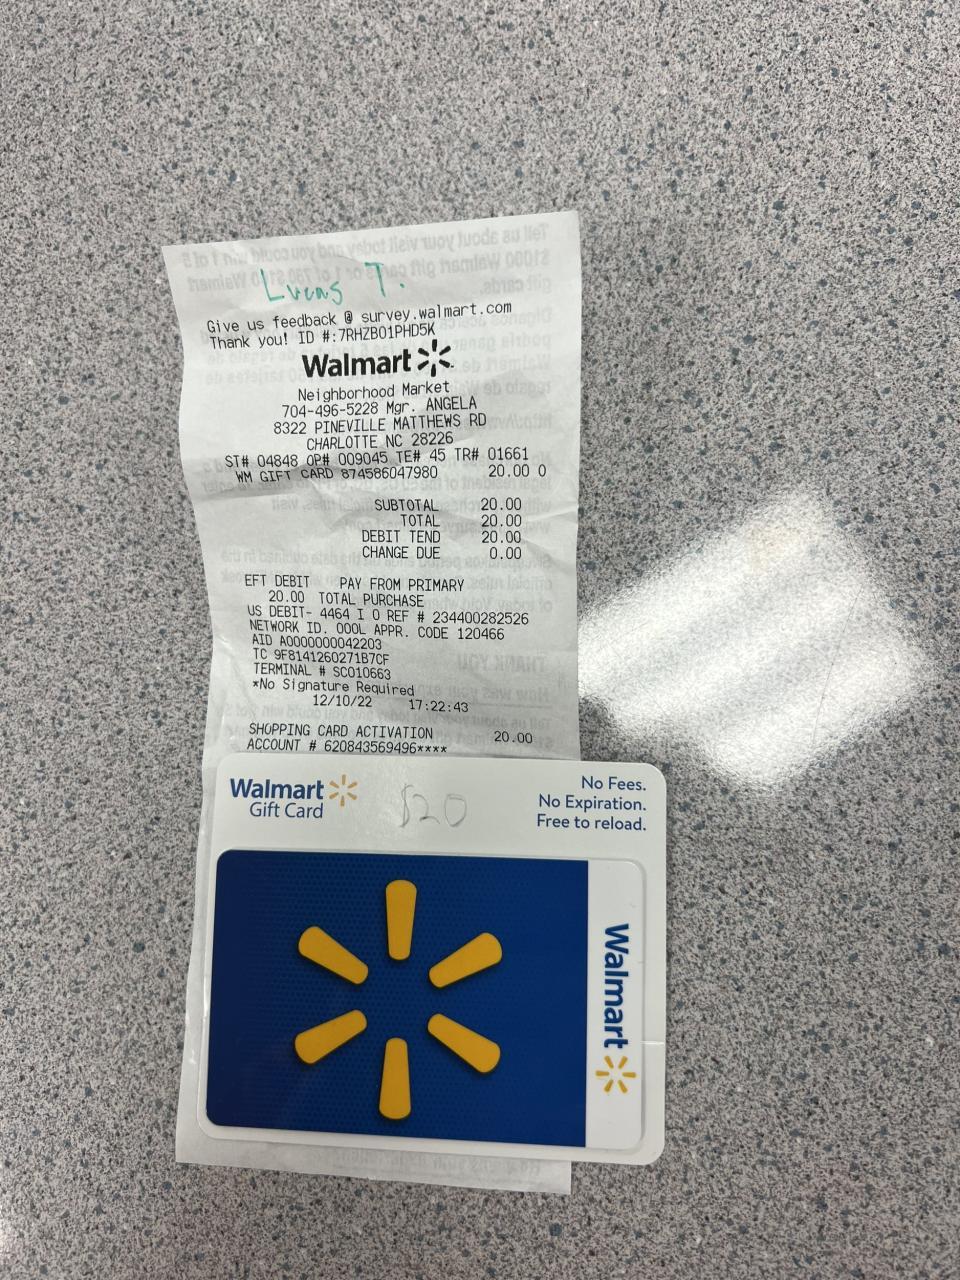 Lucas T.
Give us feedback @ survey.walmart.com
Thank you! ID #:7RHZB01PHD5K
Walmart
Neighborhood Market
704-496-5228 Mgr. ANGELA
8322 PINEVILLE MATTHEWS RD
CHARLOTTE NC 28226
ST# 04848 OP# 009045 TE# 45 TR# 01661
WM GIFT CARD 874586047980 20.00 O
SUBTOTAL 20.00
TOTAL 20.00
DEBIT TEND 20.00
CHANGE DUE 0.00
EFT DEBIT PAY FROM PRIMARY
20.00 TOTAL PURCHASE
US DEBIT- 4464 I 0 REF # 234400282526
NETWORK ID. 000L APPR. CODE 120466
AID A0000000042203
TC 9F8141260271B7CF
TERMINAL # SC010663
*No Signature Required
12/10/22 17:22:43
SHOPPING CARD ACTIVATION 20.00
ACCOUNT # 620843569496****
Walmart
Gift Card
$20
No Fees.
No Expiration.
Free to reload.
Walmart